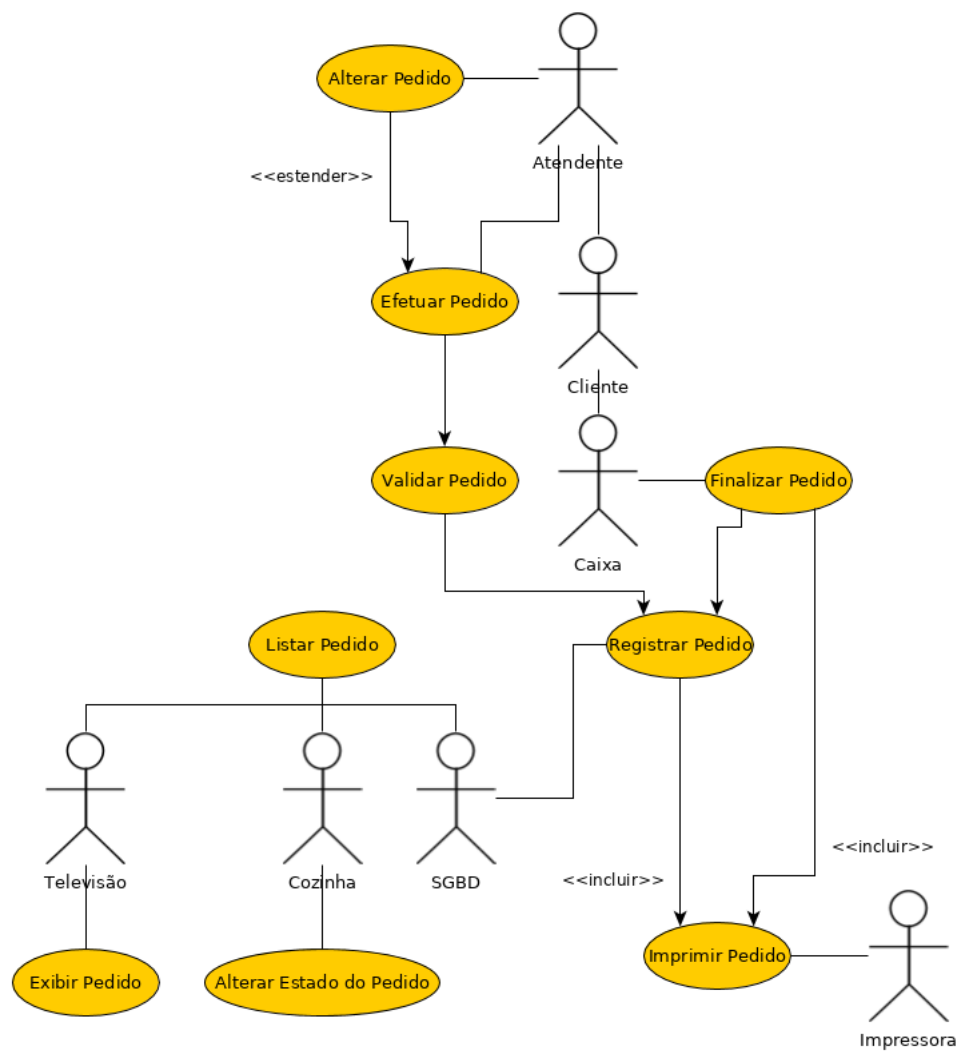 Alterar Pedido
Atendente
<<estender>>
Efetuar Pedido
Cliente
Validar Pedido
Finalizar Pedido
Caixa
Listar Pedido
Registrar Pedido
<<incluir>>
<<incluir>>
Televisão
Cozinha
SGBD
Imprimir Pedido
Exibir Pedido
Alterar Estado do Pedido
Impressora